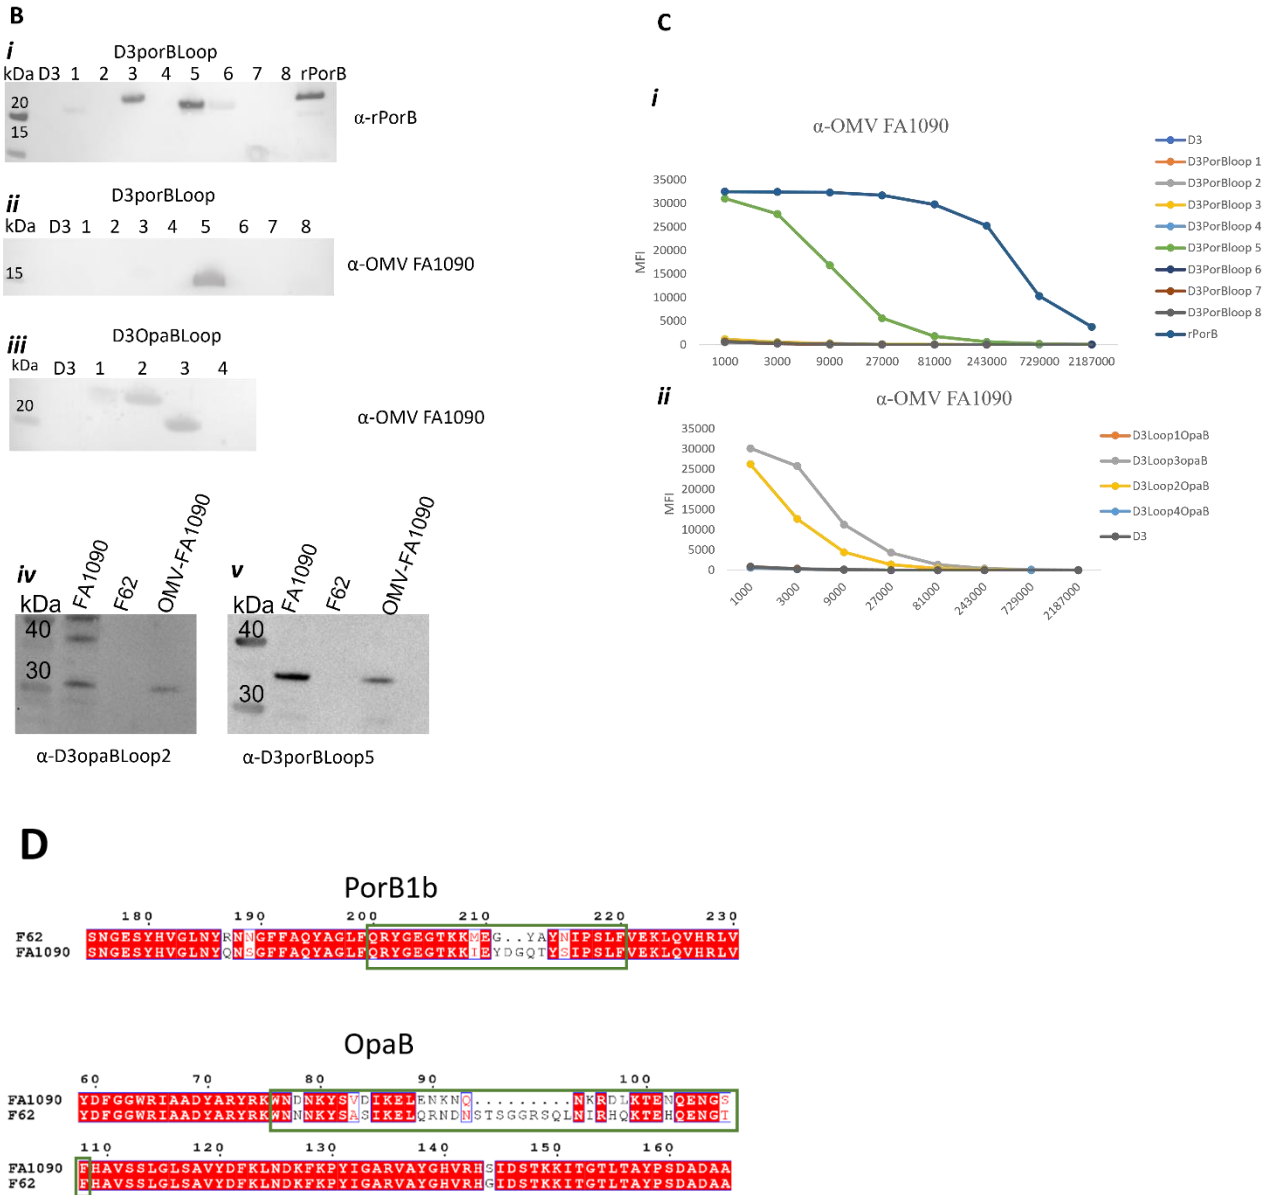 B
i
D3porBLoop
kDa D3 1 2 3 4 5 6 7 8 rPorB
20
15
α-rPorB
ii
D3porBLoop
kDa D3 1 2 3 4 5 6 7 8
15
α-OMV FA1090
iii
D3OpaBLoop
kDa D3 1 2 3 4
20
α-OMV FA1090
iv
kDa FA1090 F62 OMV-FA1090
40
30
α-D3opaBLoop2
v
kDa FA1090 F62 OMV-FA1090
40
30
α-D3porBLoop5
C
i
α-OMV FA1090
MFI
35000
30000
25000
20000
15000
10000
5000
0
1000 3000 9000 27000 81000 243000 729000 2187000
D3
D3PorBloop 1
D3PorBloop 2
D3PorBloop 3
D3PorBloop 4
D3PorBloop 5
D3PorBloop 6
D3PorBloop 7
D3PorBloop 8
rPorB
ii
α-OMV FA1090
MFI
35000
30000
25000
20000
15000
10000
5000
0
1000 3000 9000 27000 81000 243000 729000 2187000
D3Loop1OpaB
D3Loop3opaB
D3Loop2OpaB
D3Loop4OpaB
D3
D
PorB1b
180 190 200 210 220 230
F62 SNGESYHVGLNYRNNGFFAQYAGLFQRYGEGTKKMEG..YAYNIPSLFVEKLQVHRLV
FA1090 SNGESYHVGLNYQNSGFFAQYAGLFQRYGEGTKKIEYDGQTYSIPSLFVEKLQVHRLV
OpaB
60 70 80 90 100
FA1090 YDFGGWRIAADYARYRKWNDNKYSVDIKELENKNQ.........NKRDLKTENQENGS
F62 YDFGGWRIAADYARYRKWNNNKYSASIKELQRNDNSTSGGRSQLNIRHQKTEHQENGT
110 120 130 140 150 160
FA1090 FHAVSSLGLSAVYDFKLNDKFKPYIGARVAYGHVRHSIDSTKKITGTLTAYPSDADAA
F62 FHAVSSLGLSAVYDFKLNDKFKPYIGARVAYGHVRHGIDSTKKITGTLTAYPSDADAA